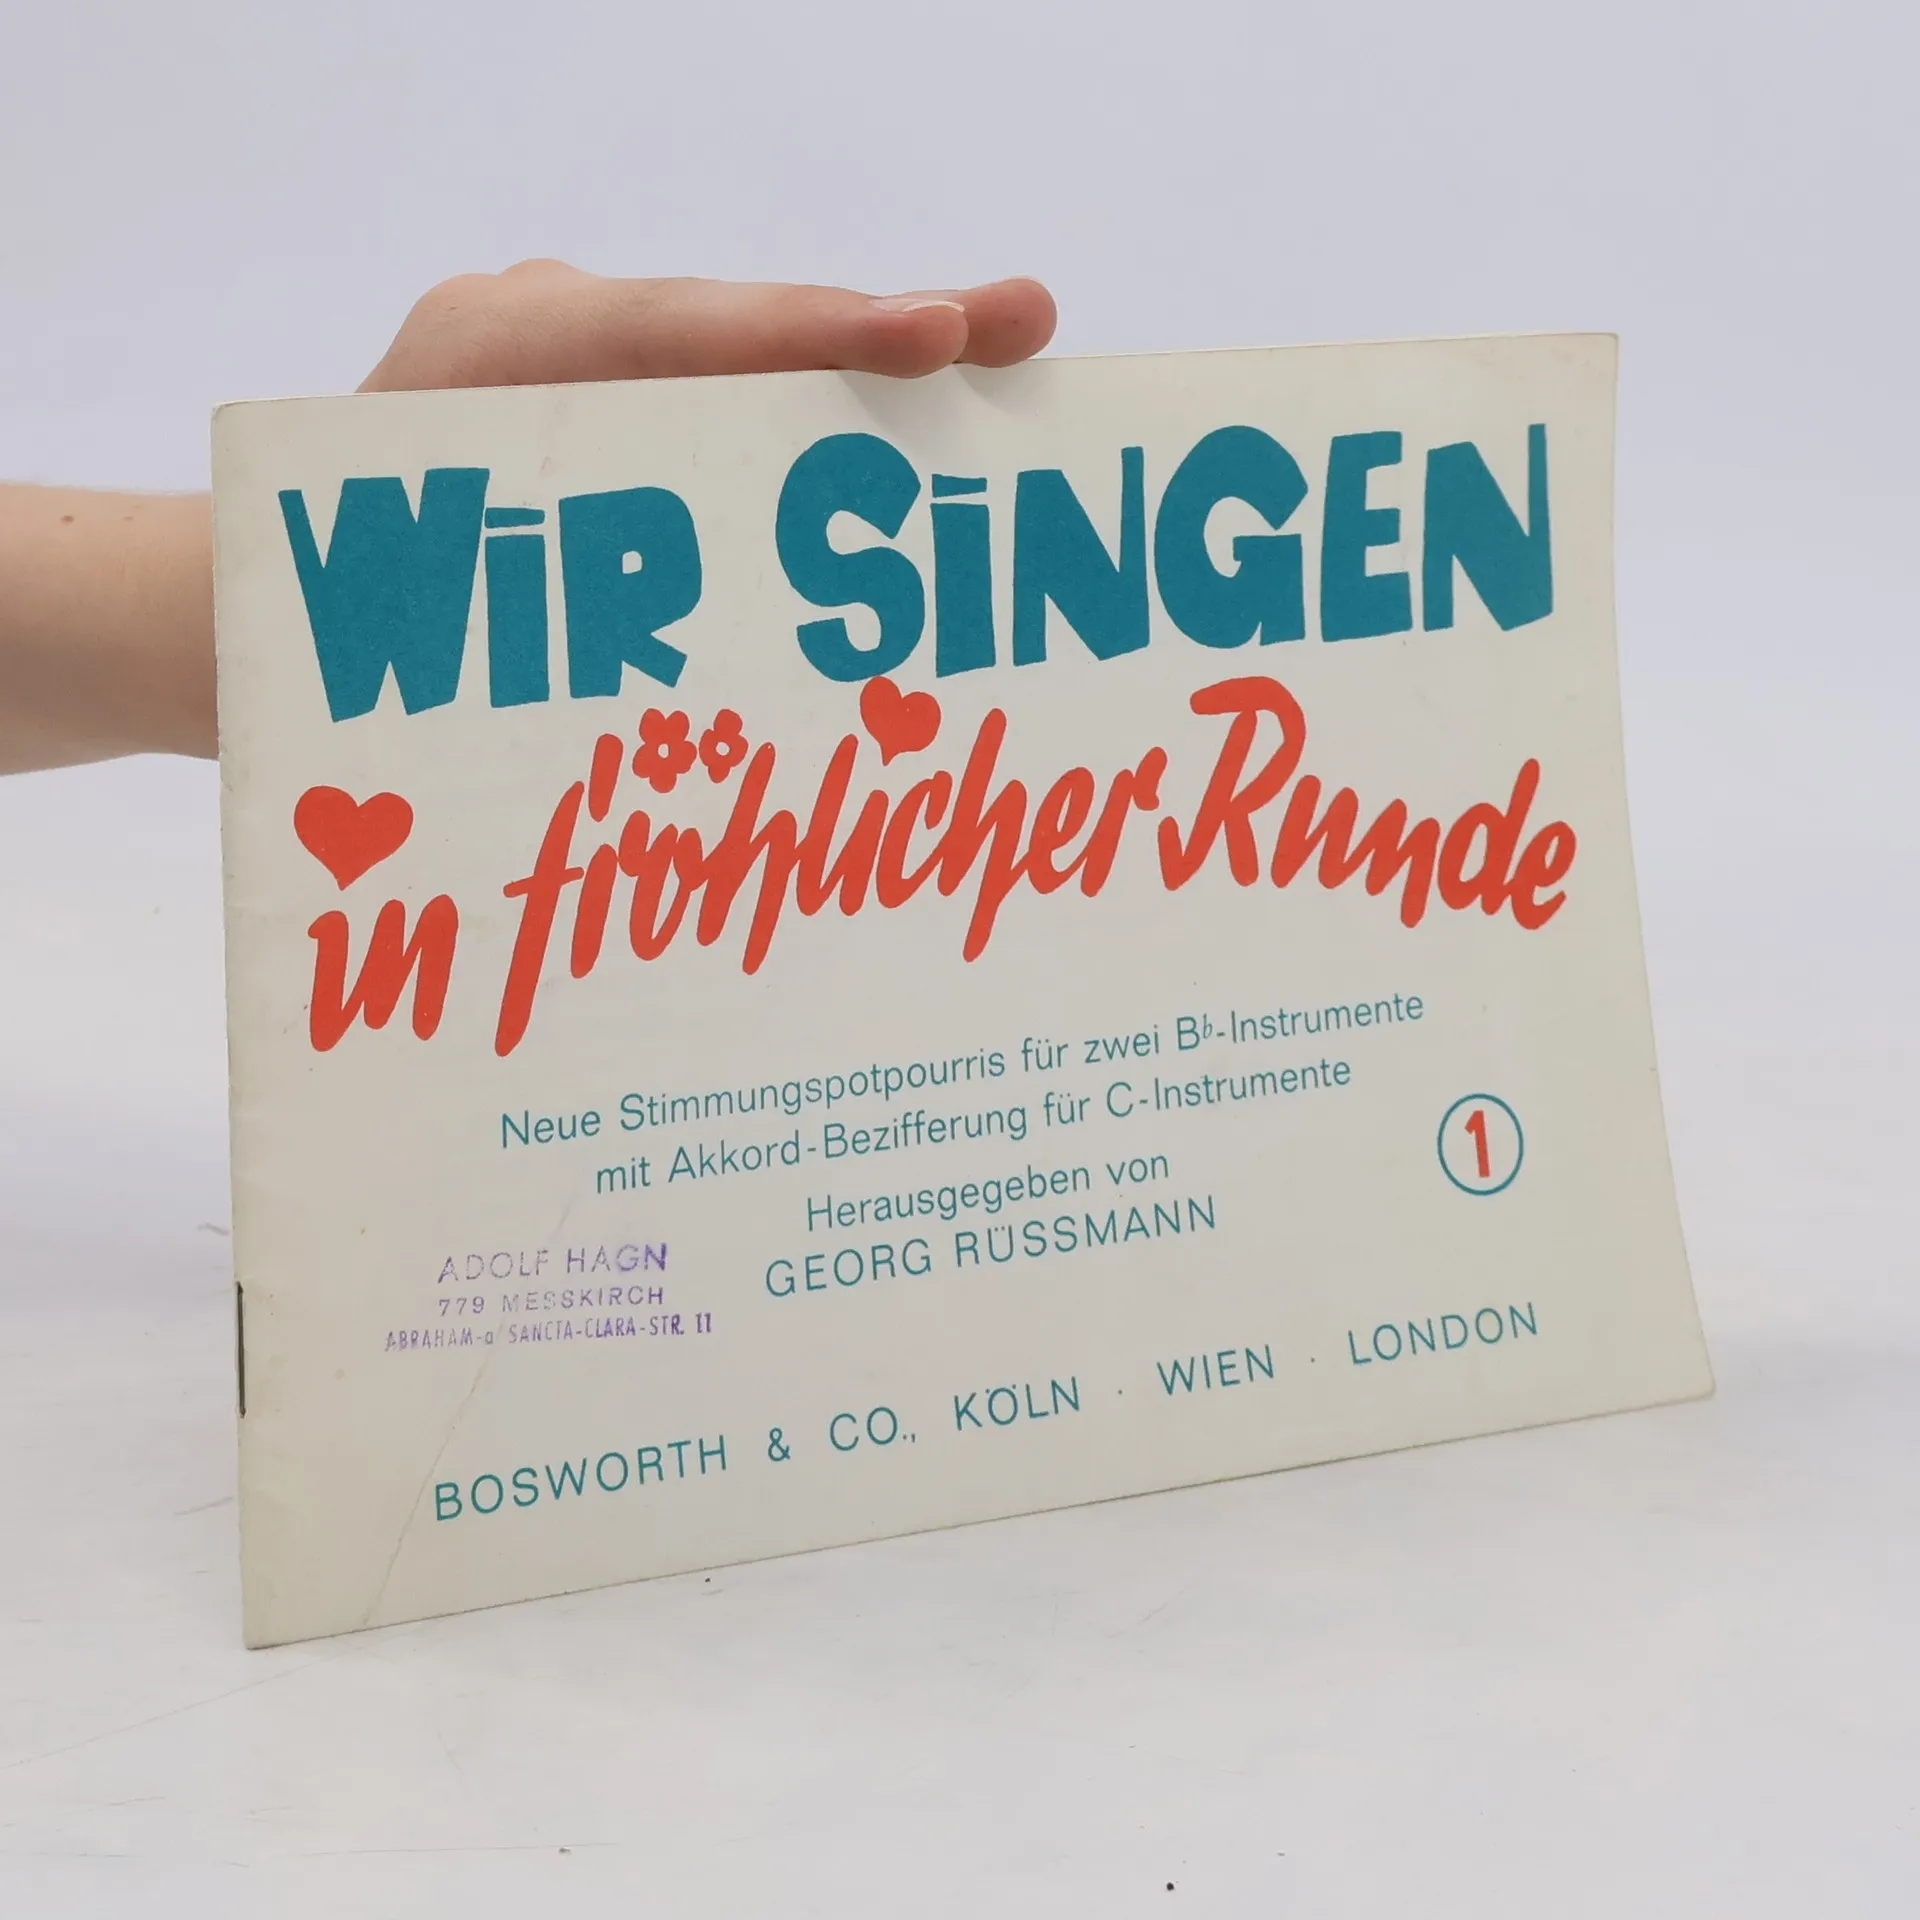 WiR SiNGEN
in fröhlicher Runde
Neue Stimmungspotpourris für zwei B♭-Instrumente
mit Akkord-Bezifferung für C-Instrumente
Herausgegeben von
GEORG RÜSSMANN
1
ADOLF HAGN
779 MESSKIRCH
ABRAHAM-a SANCTA-CLARA-STR. 11
BOSWORTH & CO., KÖLN · WIEN · LONDON